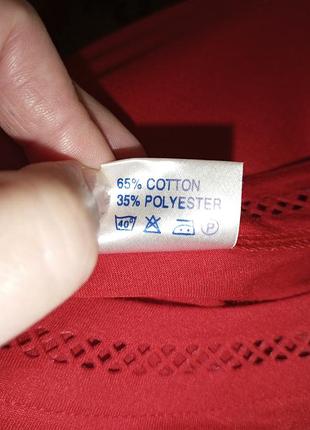 65% COTTON
35% POLYESTER
40° P